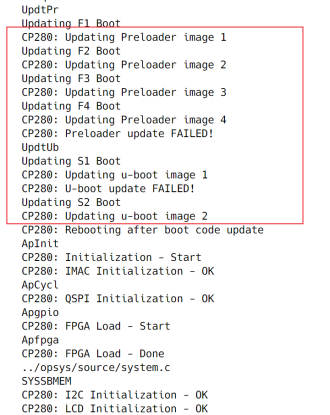 UpdtPr
Updating F1 Boot
CP280: Updating Preloader image 1
Updating F2 Boot
CP280: Updating Preloader image 2
Updating F3 Boot
CP280: Updating Preloader image 3
Updating F4 Boot
CP280: Updating Preloader image 4
CP280: Preloader update FAILED!
UpdtUb
Updating S1 Boot
CP280: Updating u-boot image 1
CP280: U-boot update FAILED!
Updating S2 Boot
CP280: Updating u-boot image 2
CP280: Rebooting after boot code update
ApInit
CP280: Initialization - Start
CP280: IMAC Initialization - OK
ApCycl
CP280: QSPI Initialization - OK
Apgpio
CP280: FPGA Load - Start
Apfpga
CP280: FPGA Load - Done
../opsys/source/system.c
SYSSBMEM
CP280: I2C Initialization - OK
CP280: LCD Initialization - OK